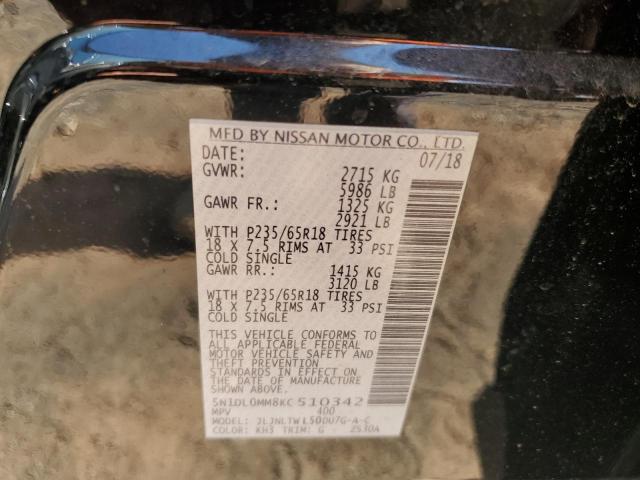 MFD BY NISSAN MOTOR CO., LTD.
DATE: 07/18
GVWR: 2715 KG
5986 LB
GAWR FR.: 1325 KG
2921 LB
WITH P235/65R18 TIRES
18 X 7.5 RIMS AT 33 PSI
COLD SINGLE
GAWR RR.: 1415 KG
3120 LB
WITH P235/65R18 TIRES
18 X 7.5 RIMS AT 33 PSI
COLD SINGLE
THIS VEHICLE CONFORMS TO
ALL APPLICABLE FEDERAL
MOTOR VEHICLE SAFETY AND
THEFT PREVENTION
STANDARDS IN EFFECT ON
THE DATE OF MANUFACTURE
SHOWN ABOVE.
5N1DL0MM8KC 510342
MPV 400
MODEL: JLJNLTW L50DU7G-A-C
COLOR: KH3 TRIM: G - 2530A